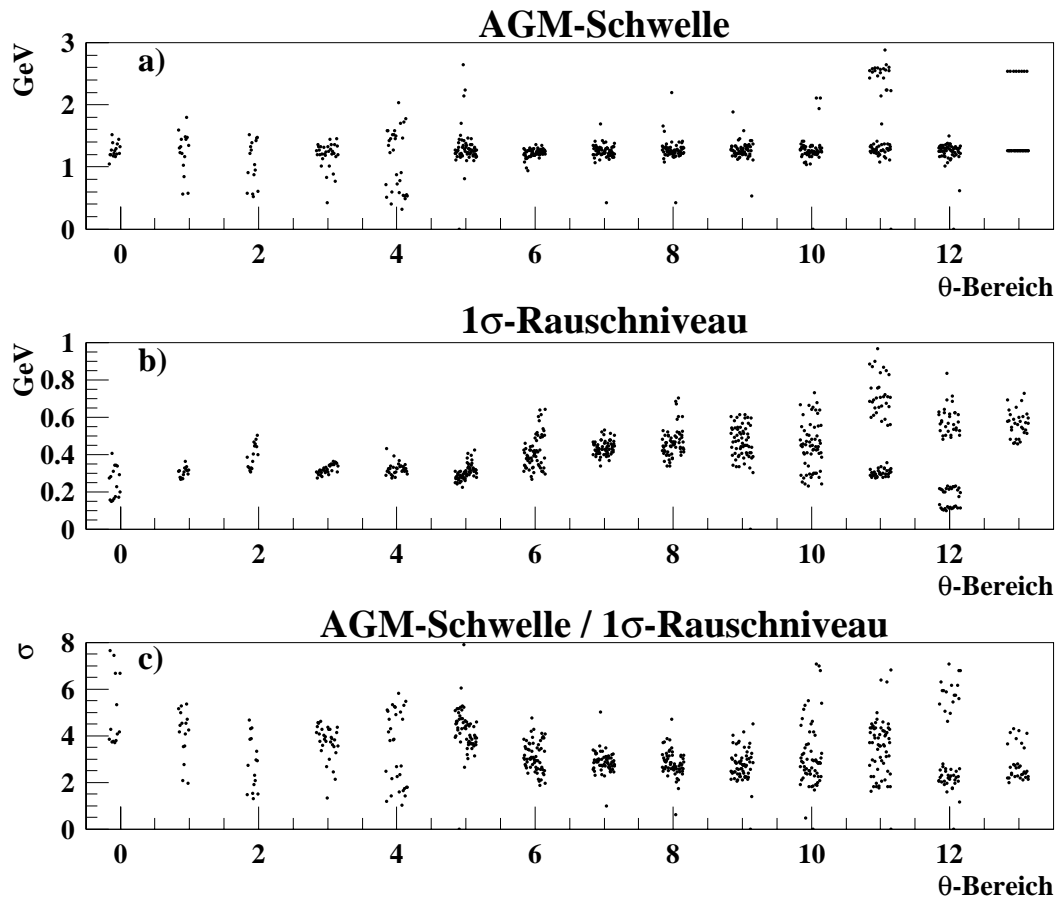 AGM-Schwelle
GeV
a)
3
2
1
0
0 2 4 6 8 10 12
θ-Bereich
1σ-Rauschniveau
GeV
b)
1
0.8
0.6
0.4
0.2
0
0 2 4 6 8 10 12
θ-Bereich
AGM-Schwelle / 1σ-Rauschniveau
σ
c)
8
6
4
2
0
0 2 4 6 8 10 12
θ-Bereich